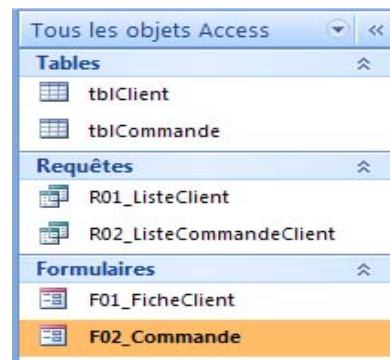 Tous les objets Access
Tables
tblClient
tblCommande
Requêtes
R01_ListeClient
R02_ListeCommandeClient
Formulaires
F01_FicheClient
F02_Commande